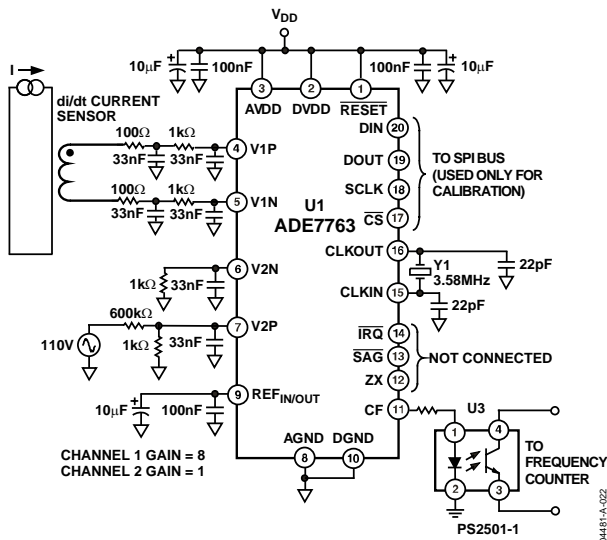 VDD
10μF
100nF
100nF
10μF
I
di/dt CURRENT
SENSOR
3
2
1
AVDD
DVDD
RESET
100Ω
1kΩ
33nF
33nF
4
V1P
100Ω
1kΩ
33nF
33nF
5
V1N
U1
ADE7763
DIN
20
DOUT
19
SCLK
18
CS
17
TO SPI BUS
(USED ONLY FOR
CALIBRATION)
CLKOUT
16
Y1
3.58MHz
22pF
CLKIN
15
22pF
6
V2N
1kΩ
33nF
600kΩ
7
V2P
110V
1kΩ
33nF
IRQ
14
SAG
13
NOT CONNECTED
ZX
12
9
REFIN/OUT
10μF
100nF
CF
11
U3
1
4
2
3
TO
FREQUENCY
COUNTER
PS2501-1
AGND
DGND
8
10
CHANNEL 1 GAIN = 8
CHANNEL 2 GAIN = 1
04481-A-022